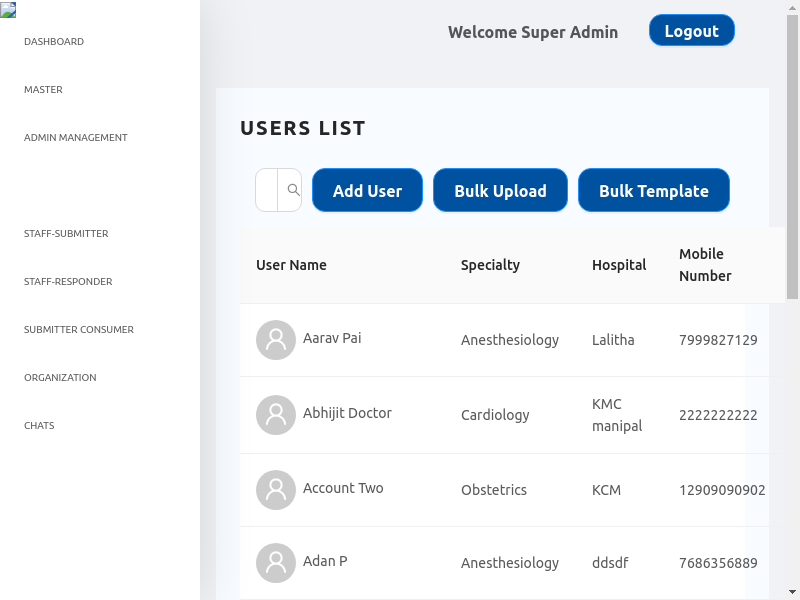 Welcome Super Admin
Logout
DASHBOARD
MASTER
ADMIN MANAGEMENT
STAFF-SUBMITTER
STAFF-RESPONDER
SUBMITTER CONSUMER
ORGANIZATION
CHATS
USERS LIST
Add User
Bulk Upload
Bulk Template
User Name
Specialty
Hospital
Mobile
Number
Aarav Pai
Anesthesiology
Lalitha
7999827129
Abhijit Doctor
Cardiology
KMC
manipal
2222222222
Account Two
Obstetrics
KCM
12909090902
Adan P
Anesthesiology
ddsdf
7686356889